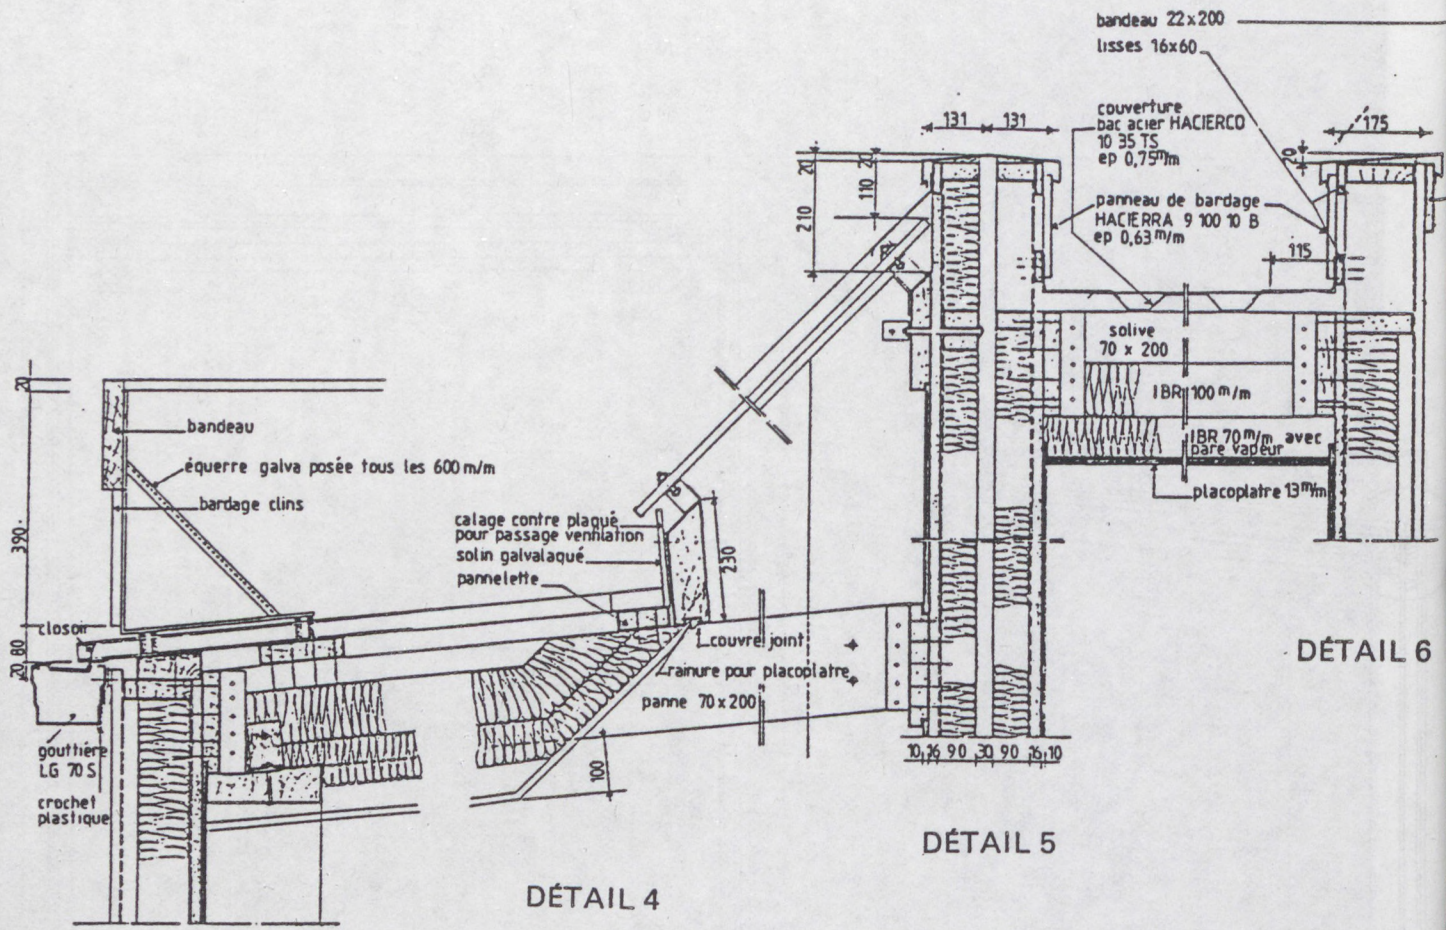 bandeau 22x200
lisses 16x60
couverture
bac acier HACIERCO
10 35 TS
ep 0,75m/m
panneau de bardage
HACIERRA 9 100 10 B
ep 0,63m/m
131 131
175
20
20
110
210
20
115
solive
70 x 200
IBR 100 m/m
IBR 70 m/m avec
pare vapeur
placoplatre 13m/m
20
390
80
20
bandeau
équerre galva posée tous les 600 m/m
bardage clins
calage contre plaqué
pour passage ventilation
solin galvalaqué
pannelette
230
closoir
couvre joint
rainure pour placoplatre
panne 70x200
gouttière
LG 70 S
crochet
plastique
100
10 16 90 30 90 16 10
DÉTAIL 4
DÉTAIL 5
DÉTAIL 6